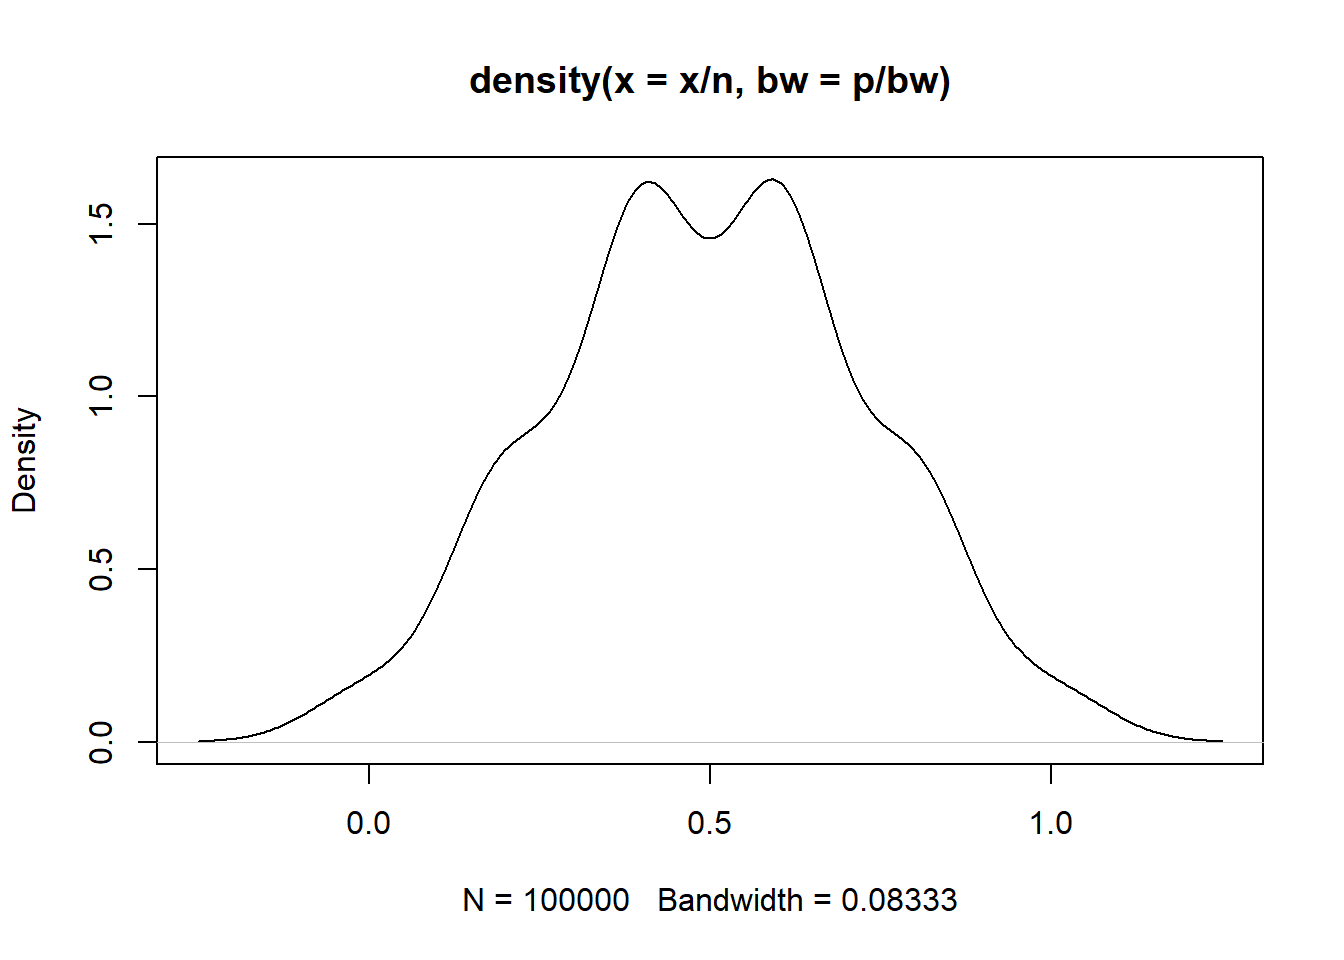 density(x = x/n, bw = p/bw)
Density
1.5
1.0
0.5
0.0
0.0 0.5 1.0
N = 100000 Bandwidth = 0.08333